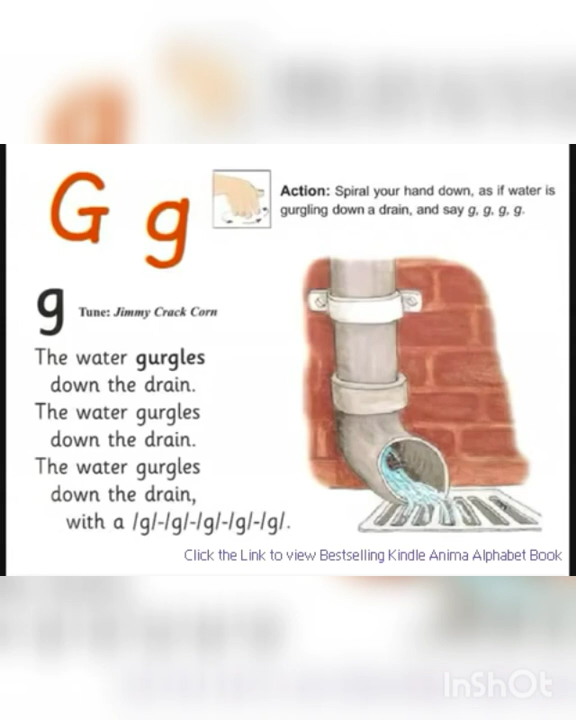 G g
Action: Spiral your hand down, as if water is
gurgling down a drain, and say g, g, g, g.
g Tune: Jimmy Crack Corn
The water gurgles
down the drain.
The water gurgles
down the drain.
The water gurgles
down the drain,
with a /g/-/g/-/g/-/g/-/g/.
Click the Link to view Bestselling Kindle Anima Alphabet Book
InShOt